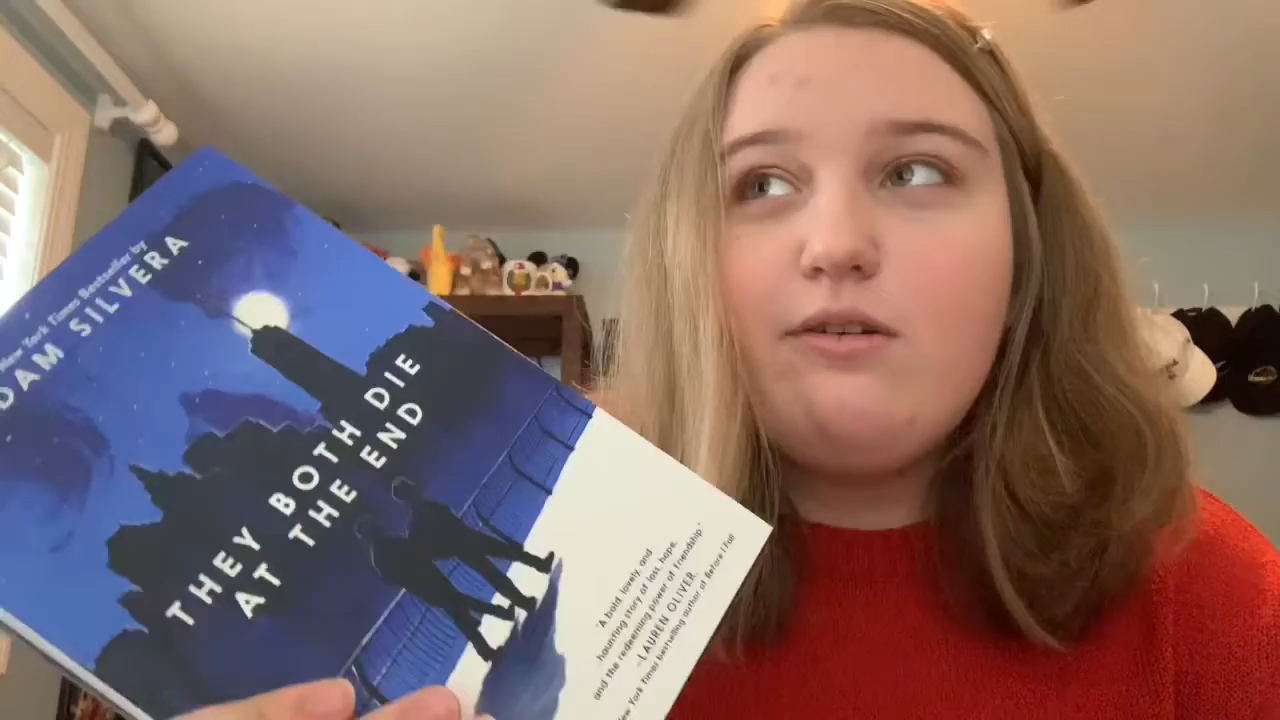 New York Times Bestseller by
DAM SILVERA
THEY BOTH DIE
AT THE END
"A bold, lovely, and
haunting story of loss, hope,
and the redeeming power of friendship."
–LAUREN OLIVER,
New York Times bestselling author of Before I Fall